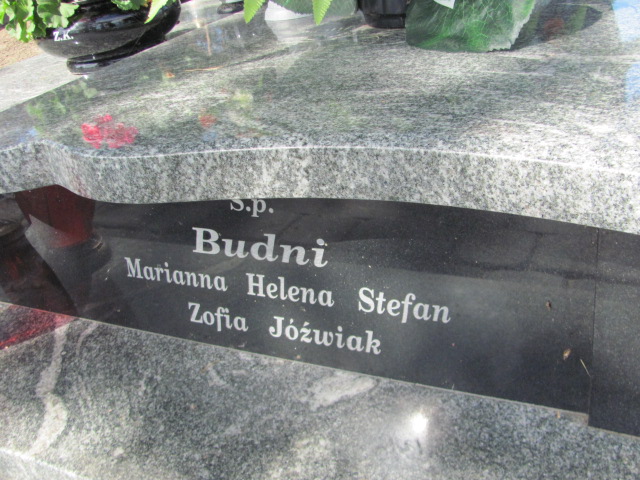 Z.K
S.p.
Budni
Marianna Helena Stefan
Zofia Jóźwiak